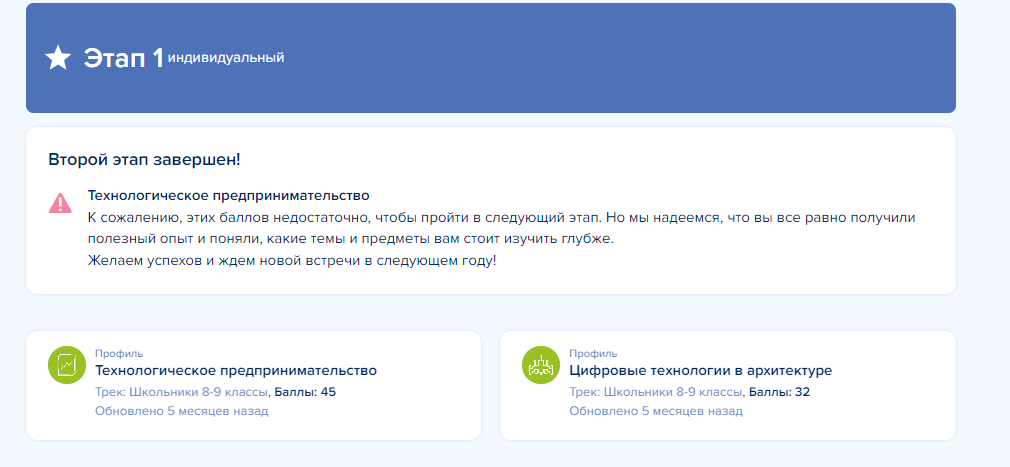 Этап 1 индивидуальный
Второй этап завершен!
Технологическое предпринимательство
К сожалению, этих баллов недостаточно, чтобы пройти в следующий этап. Но мы надеемся, что вы все равно получили
полезный опыт и поняли, какие темы и предметы вам стоит изучить глубже.
Желаем успехов и ждем новой встречи в следующем году!
Профиль
Технологическое предпринимательство
Трек: Школьники 8-9 классы, Баллы: 45
Обновлено 5 месяцев назад
Профиль
Цифровые технологии в архитектуре
Трек: Школьники 8-9 классы, Баллы: 32
Обновлено 5 месяцев назад